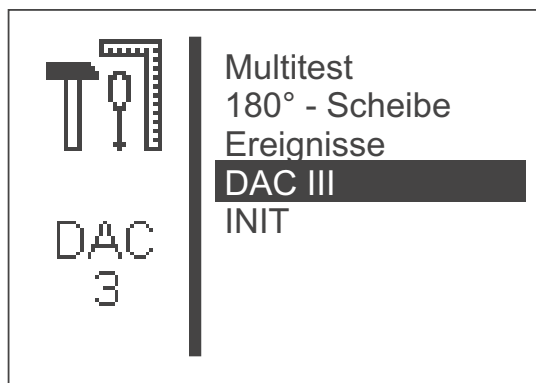 DAC
3
Multitest
180° - Scheibe
Ereignisse
DAC III
INIT